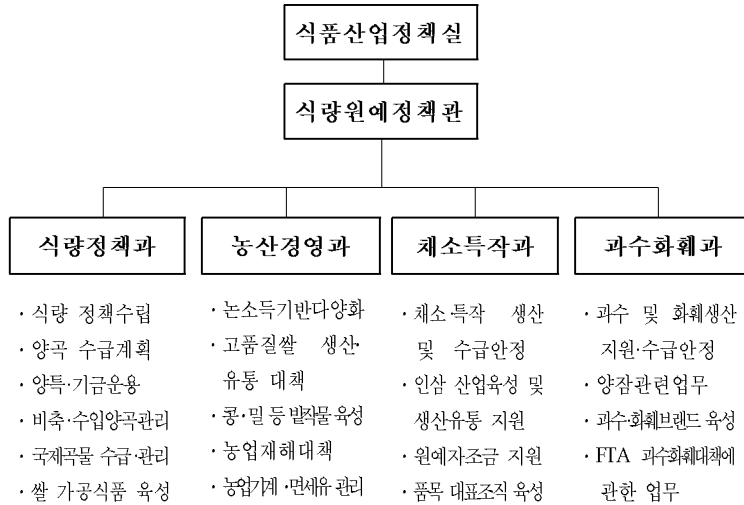 식품산업정책실
식량원예정책관
식량정책과
· 식량 정책수립
· 양곡 수급계획
· 양특·기금운용
· 비축·수입양곡관리
· 국제곡물 수급·관리
· 쌀 가공식품 육성
농산경영과
· 논소득기반다양화
· 고품질쌀 생산·
유통 대책
· 콩·밀 등 밭작물 육성
· 농업재해대책
· 농업기계·면세유 관리
채소특작과
· 채소·특작 생산
및 수급안정
· 인삼 산업육성 및
생산유통 지원
· 원예자조금 지원
· 품목 대표조직 육성
과수화훼과
· 과수 및 화훼생산
지원·수급안정
· 양잠관련업무
· 과수·화훼브랜드 육성
· FTA 과수화훼대책에
관한 업무